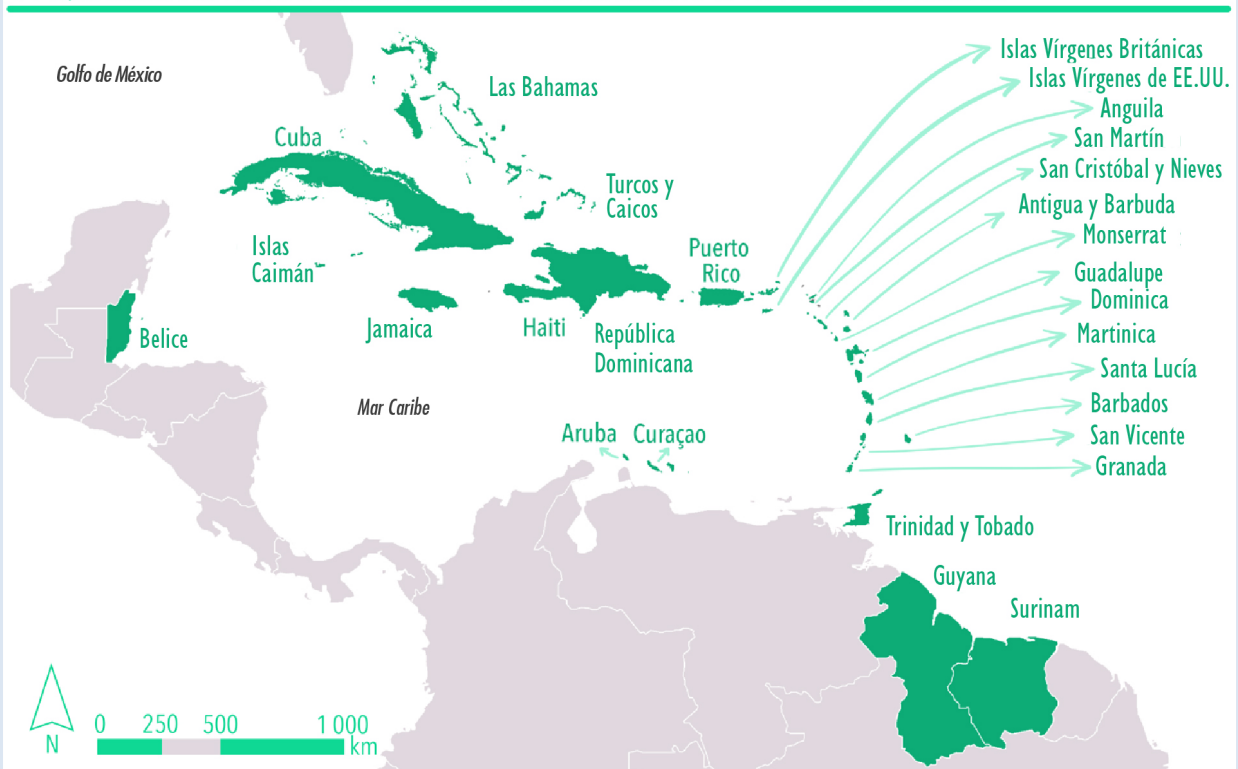 Golfo de México
Las Bahamas
Cuba
Turcos y
Caicos
Islas
Caimán
Puerto
Rico
Jamaica
Haiti
República
Dominicana
Belice
Mar Caribe
Aruba
Curaçao
Islas Vírgenes Británicas
Islas Vírgenes de EE.UU.
Anguila
San Martín
San Cristóbal y Nieves
Antigua y Barbuda
Monserrat
Guadalupe
Dominica
Martinica
Santa Lucía
Barbados
San Vicente
Granada
Trinidad y Tobado
Guyana
Surinam
0 250 500 1 000
km
N